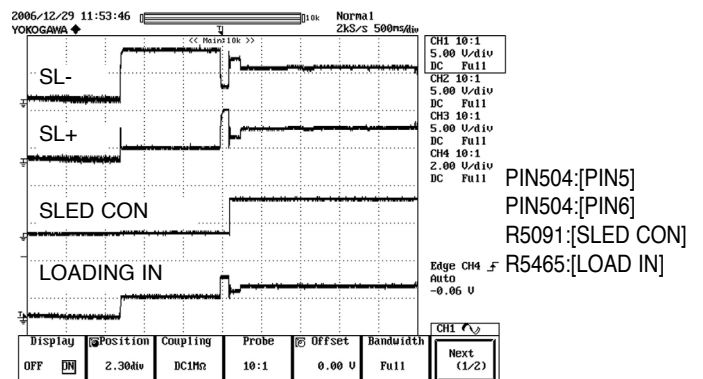 2006/12/29 11:53:46 10k Normal
YOKOGAWA ◆ 2kS/s 500ms/div
<< Main:10k >>
CH1 10:1
5.00 V/div
DC Full
CH2 10:1
5.00 V/div
DC Full
CH3 10:1
5.00 V/div
DC Full
CH4 10:1
2.00 V/div
DC Full
SL-
SL+
SLED CON
LOADING IN
PIN504:[PIN5]
PIN504:[PIN6]
R5091:[SLED CON]
R5465:[LOAD IN]
Edge CH4
Auto
-0.06 V
CH1
Display Position Coupling Probe Offset Bandwidth
OFF ON 2.30div DC1MΩ 10:1 0.00 V Full
Next
(1/2)